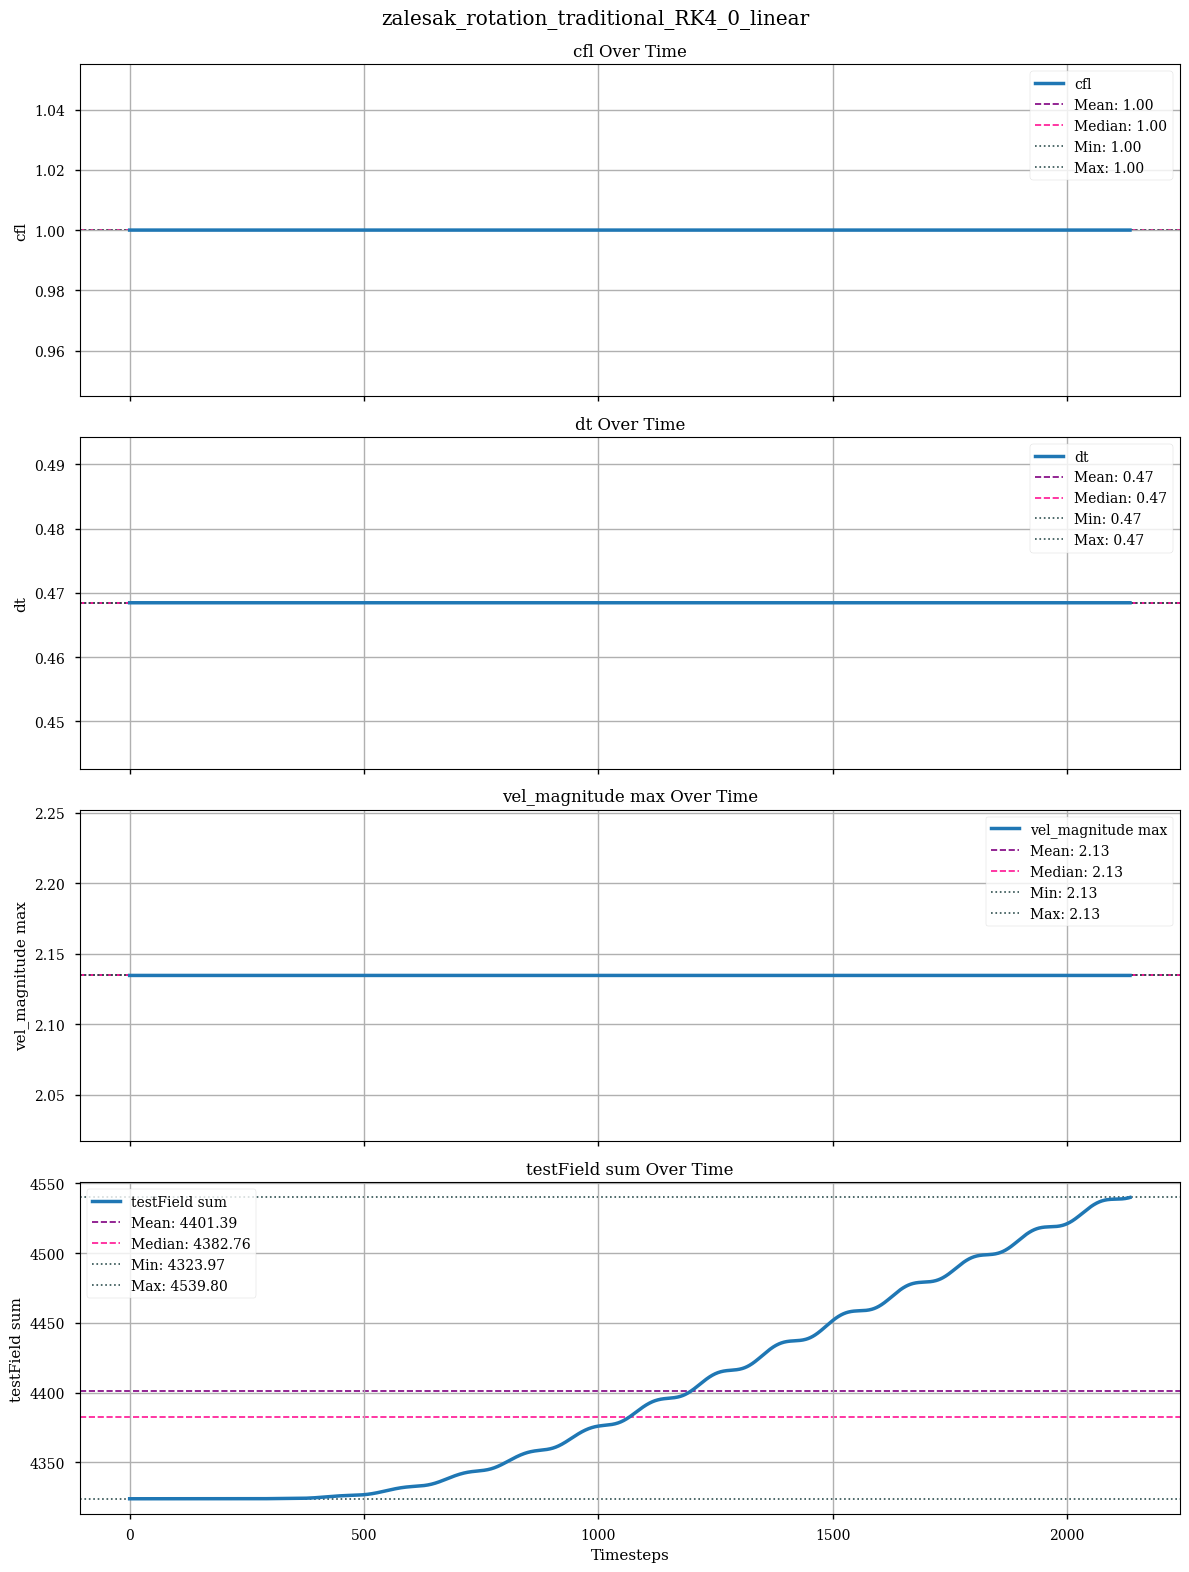 zalesak_rotation_traditional_RK4_0_linear
cfl Over Time
cfl
1.04
1.02
1.00
0.98
0.96
cfl
Mean: 1.00
Median: 1.00
Min: 1.00
Max: 1.00
dt Over Time
dt
0.49
0.48
0.47
0.46
0.45
dt
Mean: 0.47
Median: 0.47
Min: 0.47
Max: 0.47
vel_magnitude max Over Time
vel_magnitude max
2.25
2.20
2.15
2.10
2.05
vel_magnitude max
Mean: 2.13
Median: 2.13
Min: 2.13
Max: 2.13
testField sum Over Time
testField sum
4550
4500
4450
4400
4350
testField sum
Mean: 4401.39
Median: 4382.76
Min: 4323.97
Max: 4539.80
0 500 1000 1500 2000
Timesteps